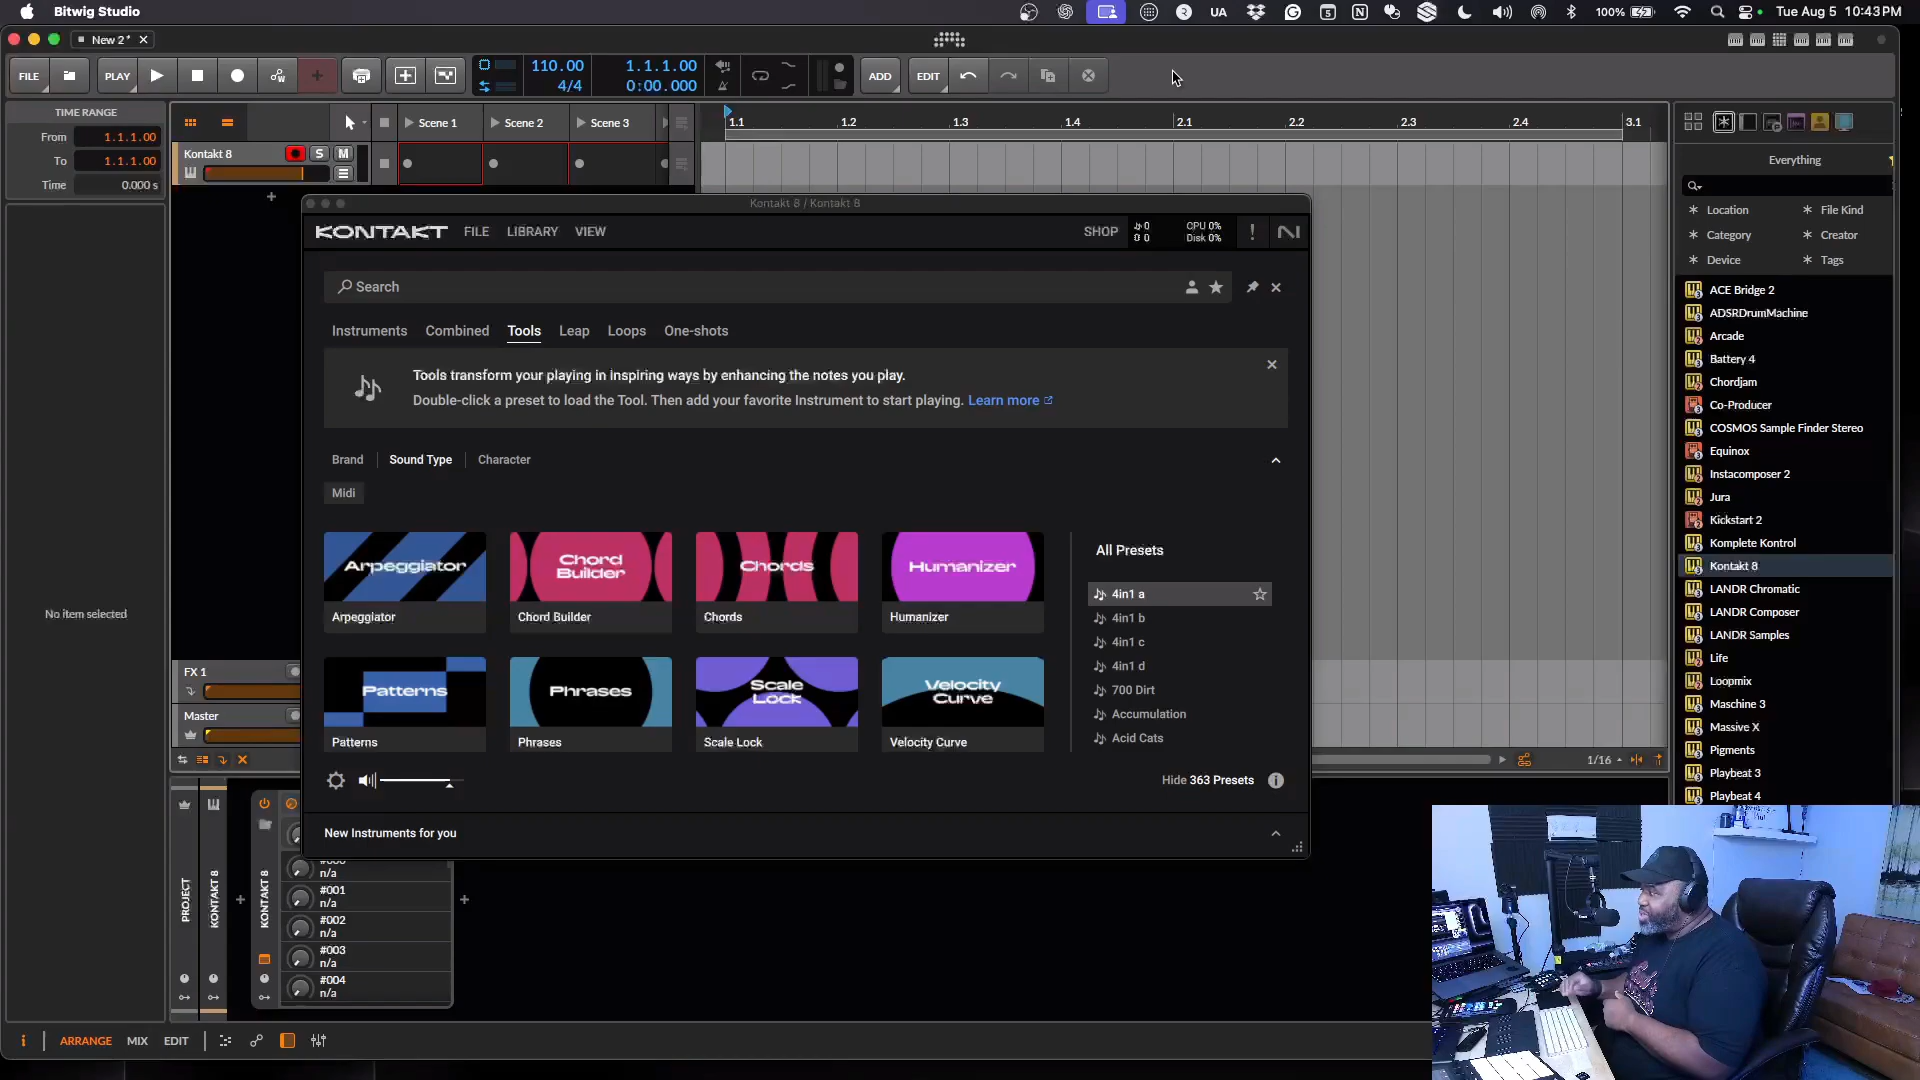 Bitwig Studio
UA
100%
Tue Aug 5 10:43 PM
New 2*
FILE
PLAY
110.00
4/4
1.1.1.00
0:00.000
ADD
EDIT
TIME RANGE
From 1.1.1.00
To 1.1.1.00
Time 0.000 s
No item selected
Scene 1
Scene 2
Scene 3
1.1
1.2
1.3
1.4
2.1
2.2
2.3
2.4
3.1
Kontakt 8
S
M
Kontakt 8 / Kontakt 8
KONTAKT FILE LIBRARY VIEW
SHOP
0
0 0
CPU 0%
Disk 0%
Search
Instruments Combined Tools Leap Loops One-shots
Tools transform your playing in inspiring ways by enhancing the notes you play.
Double-click a preset to load the Tool. Then add your favorite Instrument to start playing. Learn more
Brand Sound Type Character
Midi
Arpeggiator
Arpeggiator
Chord Builder
Chord Builder
Chords
Chords
Humanizer
Humanizer
Patterns
Patterns
Phrases
Phrases
Scale Lock
Scale Lock
Velocity Curve
Velocity Curve
All Presets
4in1 a
4in1 b
4in1 c
4in1 d
700 Dirt
Accumulation
Acid Cats
Hide 363 Presets
New Instruments for you
FX 1
Master
1/16
PROJECT
KONTAKT 8
KONTAKT 8
n/a
#001
n/a
#002
n/a
#003
n/a
#004
n/a
Everything
Location
File Kind
Category
Creator
Device
Tags
ACE Bridge 2
ADSRDrumMachine
Arcade
Battery 4
Chordjam
Co-Producer
COSMOS Sample Finder Stereo
Equinox
Instacomposer 2
Jura
Kickstart 2
Komplete Kontrol
Kontakt 8
LANDR Chromatic
LANDR Composer
LANDR Samples
Life
Loopmix
Maschine 3
Massive X
Pigments
Playbeat 3
Playbeat 4
i
ARRANGE
MIX
EDIT